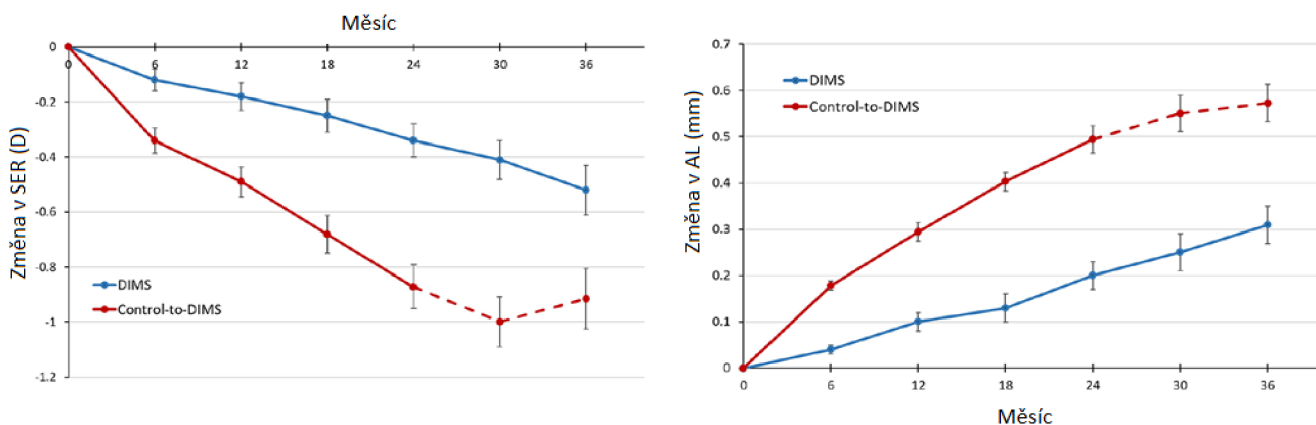 Měsíc
0
0 6 12 18 24 30 36
-0.2
-0.4
-0.6
-0.8
-1
-1.2
Změna v SER (D)
DIMS
Control-to-DIMS
0.7
0.6
0.5
0.4
0.3
0.2
0.1
0
Změna v AL (mm)
DIMS
Control-to-DIMS
0 6 12 18 24 30 36
Měsíc